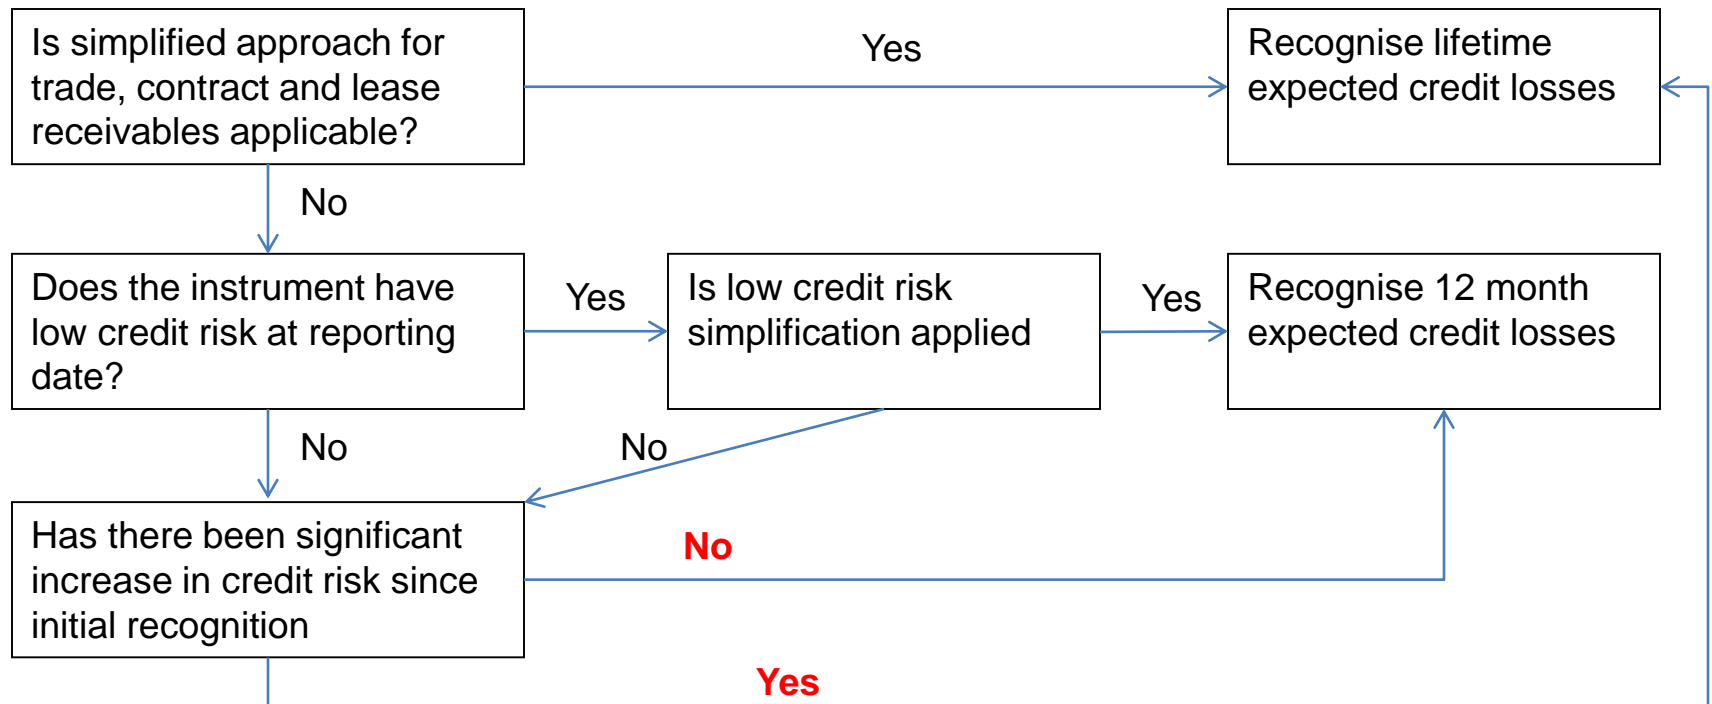 Is simplified approach for
trade, contract and lease
receivables applicable?
Yes
Recognise lifetime
expected credit losses
No
Does the instrument have
low credit risk at reporting
date?
Yes
Is low credit risk
simplification applied
Yes
Recognise 12 month
expected credit losses
No
No
Has there been significant
increase in credit risk since
initial recognition
No
Yes